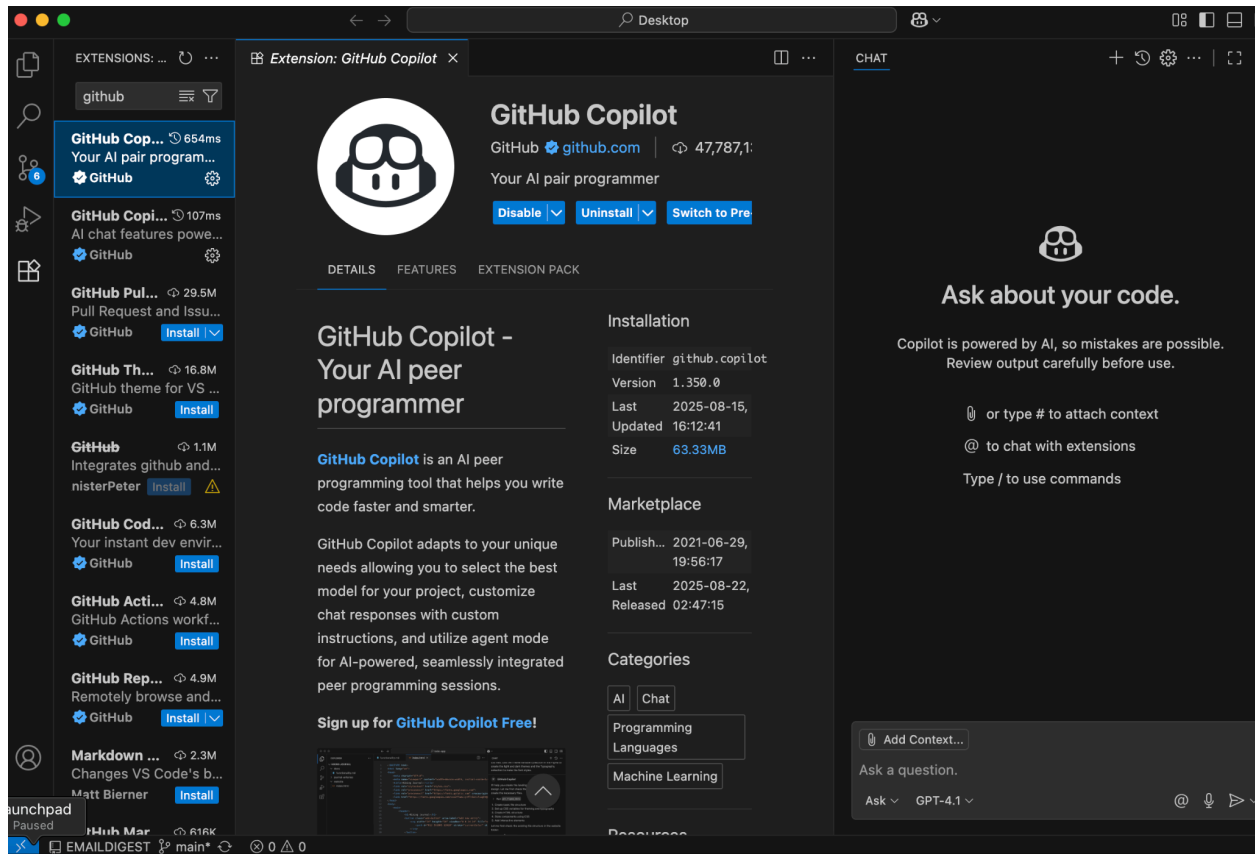 Desktop
EXTENSIONS: ...
github
GitHub Cop... 654ms
Your AI pair program...
GitHub
GitHub Copi... 107ms
AI chat features powe...
GitHub
GitHub Pul... 29.5M
Pull Request and Issu...
GitHub Install
GitHub Th... 16.8M
GitHub theme for VS ...
GitHub Install
GitHub 1.1M
Integrates github and...
nisterPeter Install
GitHub Cod... 6.3M
Your instant dev envir...
GitHub Install
GitHub Acti... 4.8M
GitHub Actions workf...
GitHub Install
GitHub Rep... 4.9M
Remotely browse and...
GitHub Install
Markdown ... 2.3M
Changes VS Code's b...
Matt Bierner Install
GitHub Mar... 616K
6
aunchpad
Paused
Extension: GitHub Copilot
GitHub Copilot
GitHub github.com 47,787,1
Your AI pair programmer
Disable Uninstall Switch to Pre-
DETAILS FEATURES EXTENSION PACK
GitHub Copilot -
Your AI peer
programmer
GitHub Copilot is an AI peer
programming tool that helps you write
code faster and smarter.
GitHub Copilot adapts to your unique
needs allowing you to select the best
model for your project, customize
chat responses with custom
instructions, and utilize agent mode
for AI-powered, seamlessly integrated
peer programming sessions.
Sign up for GitHub Copilot Free!
Installation
Identifier github.copilot
Version 1.350.0
Last 2025-08-15,
Updated 16:12:41
Size 63.33MB
Marketplace
Publish... 2021-06-29,
19:56:17
Last 2025-08-22,
Released 02:47:15
Categories
AI Chat
Programming
Languages
Machine Learning
Resources
CHAT
Ask about your code.
Copilot is powered by AI, so mistakes are possible.
Review output carefully before use.
or type # to attach context
@ to chat with extensions
Type / to use commands
Add Context...
Ask a question.
Ask GPT-4.1 @
EMAILDIGEST main* 0 0